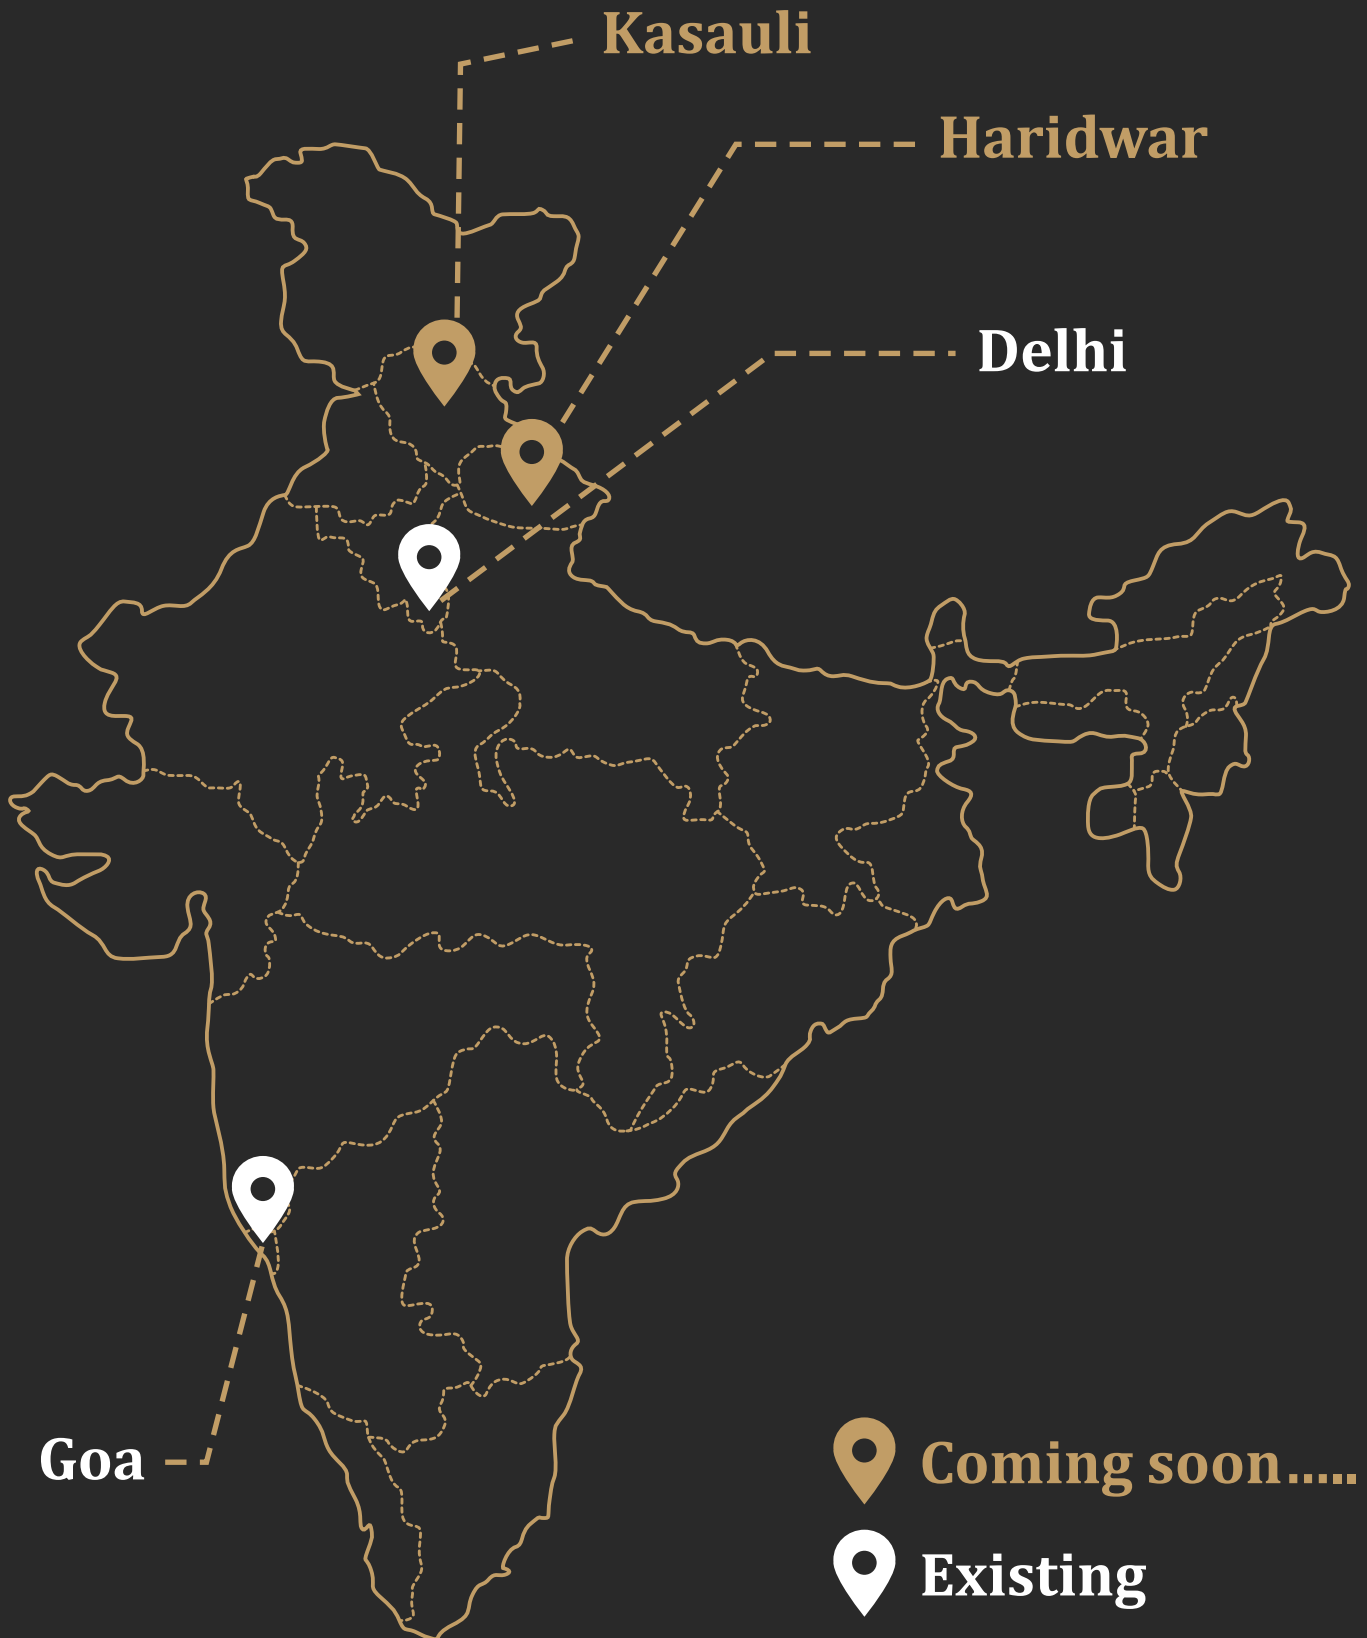 Kasauli
Haridwar
Delhi
Goa
Coming soon.....
Existing